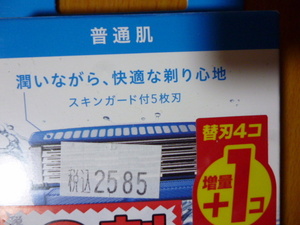 普通肌
潤いながら、快適な剃り心地
スキンガード付5枚刃
税込2585
替刃4コ
増量
+1コ